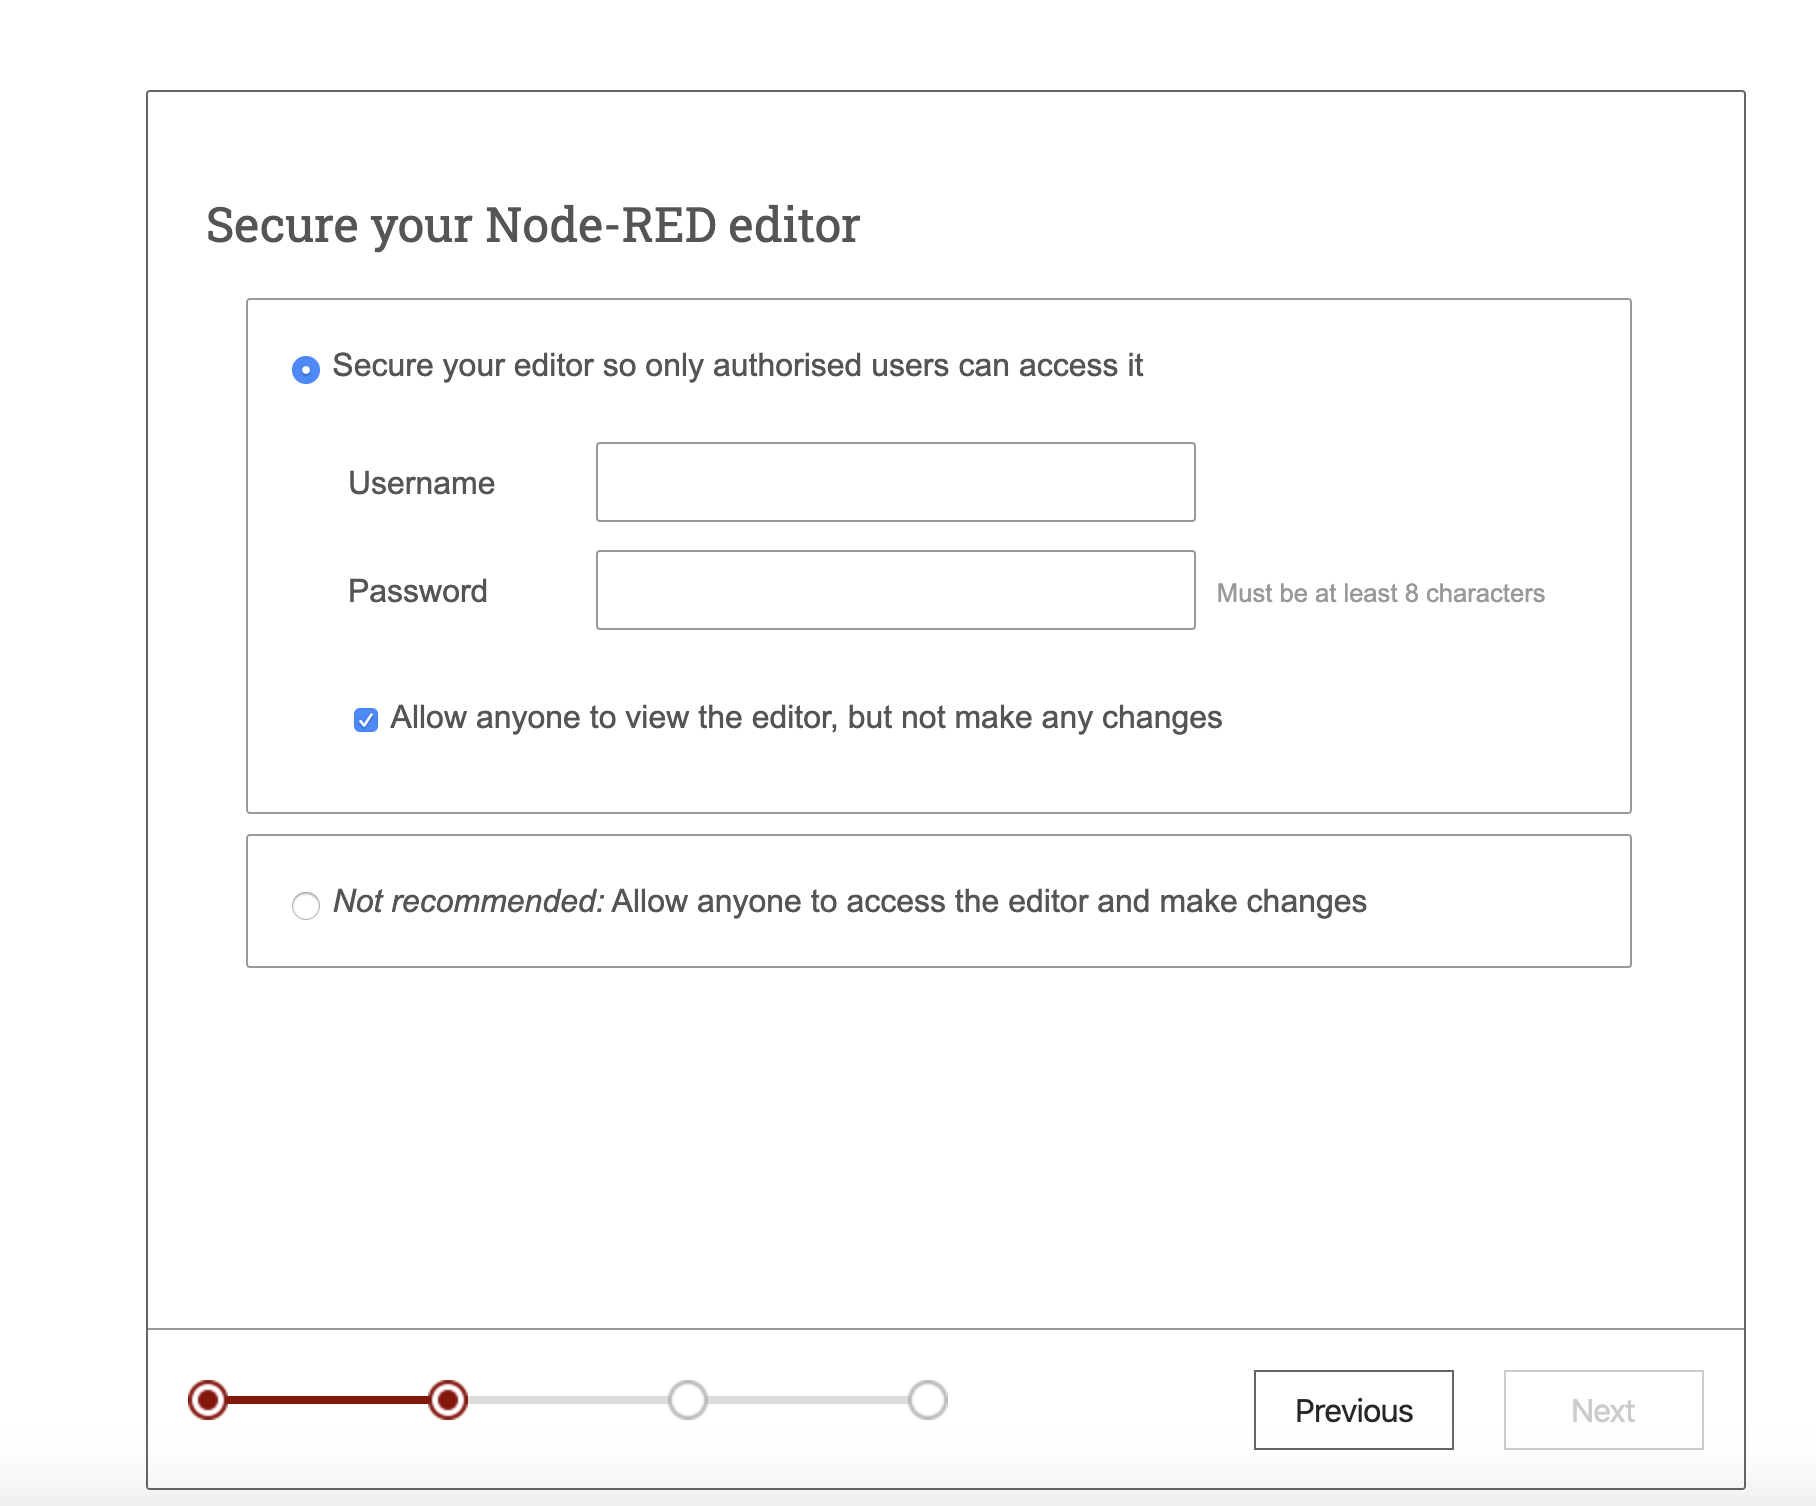 Secure your Node-RED editor
Secure your editor so only authorised users can access it
Username
Password Must be at least 8 characters
Allow anyone to view the editor, but not make any changes
Not recommended: Allow anyone to access the editor and make changes
Previous Next